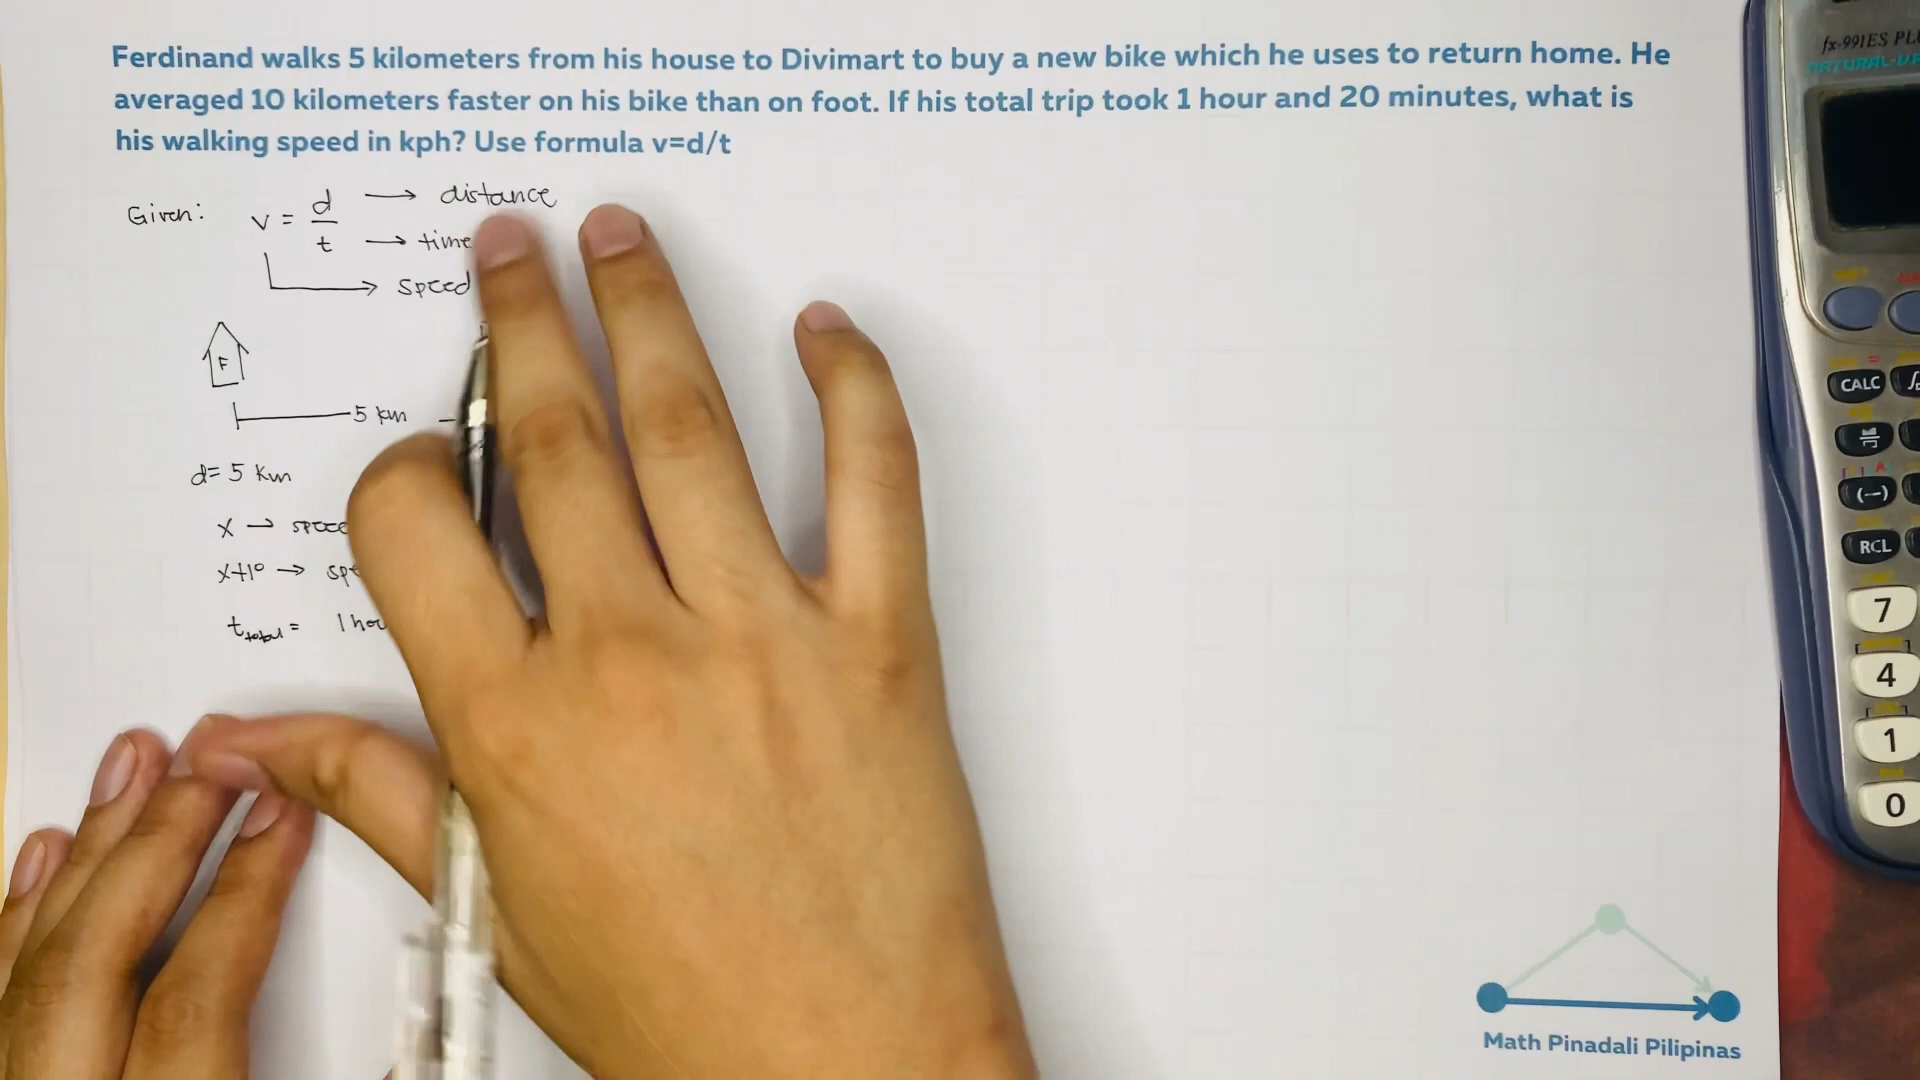 Ferdinand walks 5 kilometers from his house to Divimart to buy a new bike which he uses to return home. He
averaged 10 kilometers faster on his bike than on foot. If his total trip took 1 hour and 20 minutes, what is
his walking speed in kph? Use formula v=d/t
Given: v = d/t → distance
→ time
→ speed
F
5 km
d= 5 km
x →
x+10 →
t total = 1
fx-991ES
CALC
(—)
RCL
7
4
1
0
Math Pinadali Pilipinas